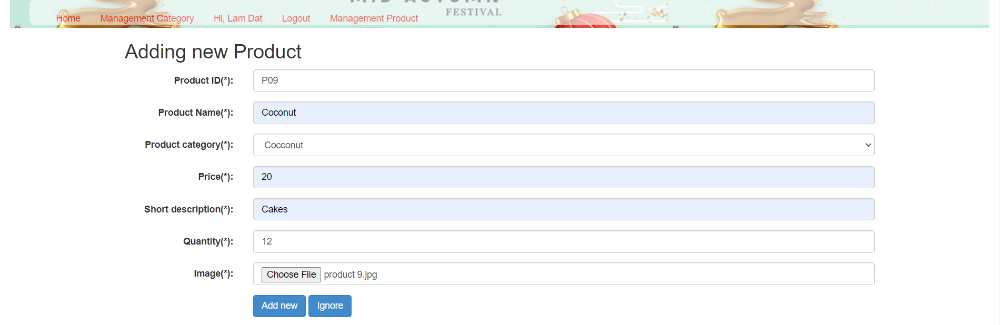 MID AUTUMN
FESTIVAL
Home Management Category Hi, Lam Dat Logout Management Product
Adding new Product
Product ID(*): P09
Product Name(*): Coconut
Product category(*): Cocconut
Price(*): 20
Short description(*): Cakes
Quantity(*): 12
Image(*): Choose File product 9.jpg
Add new Ignore